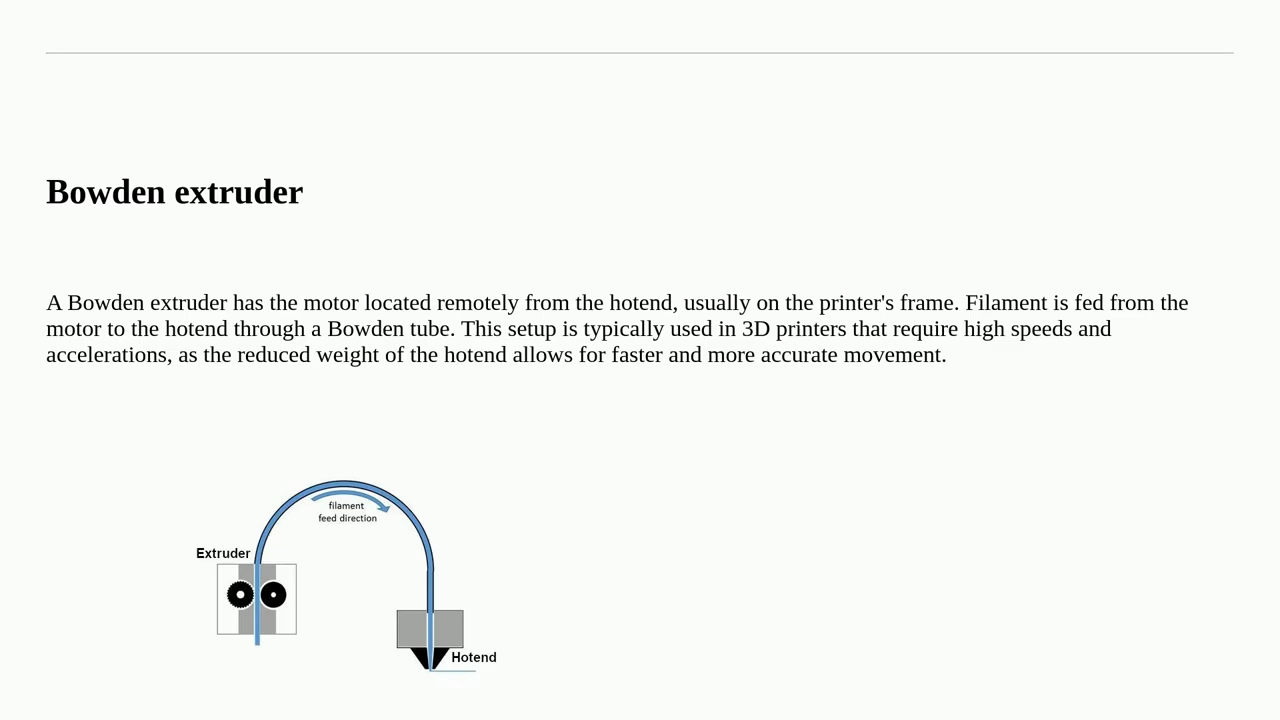 Bowden extruder
A Bowden extruder has the motor located remotely from the hotend, usually on the printer's frame. Filament is fed from the
motor to the hotend through a Bowden tube. This setup is typically used in 3D printers that require high speeds and
accelerations, as the reduced weight of the hotend allows for faster and more accurate movement.
filament
feed direction
Extruder
Hotend